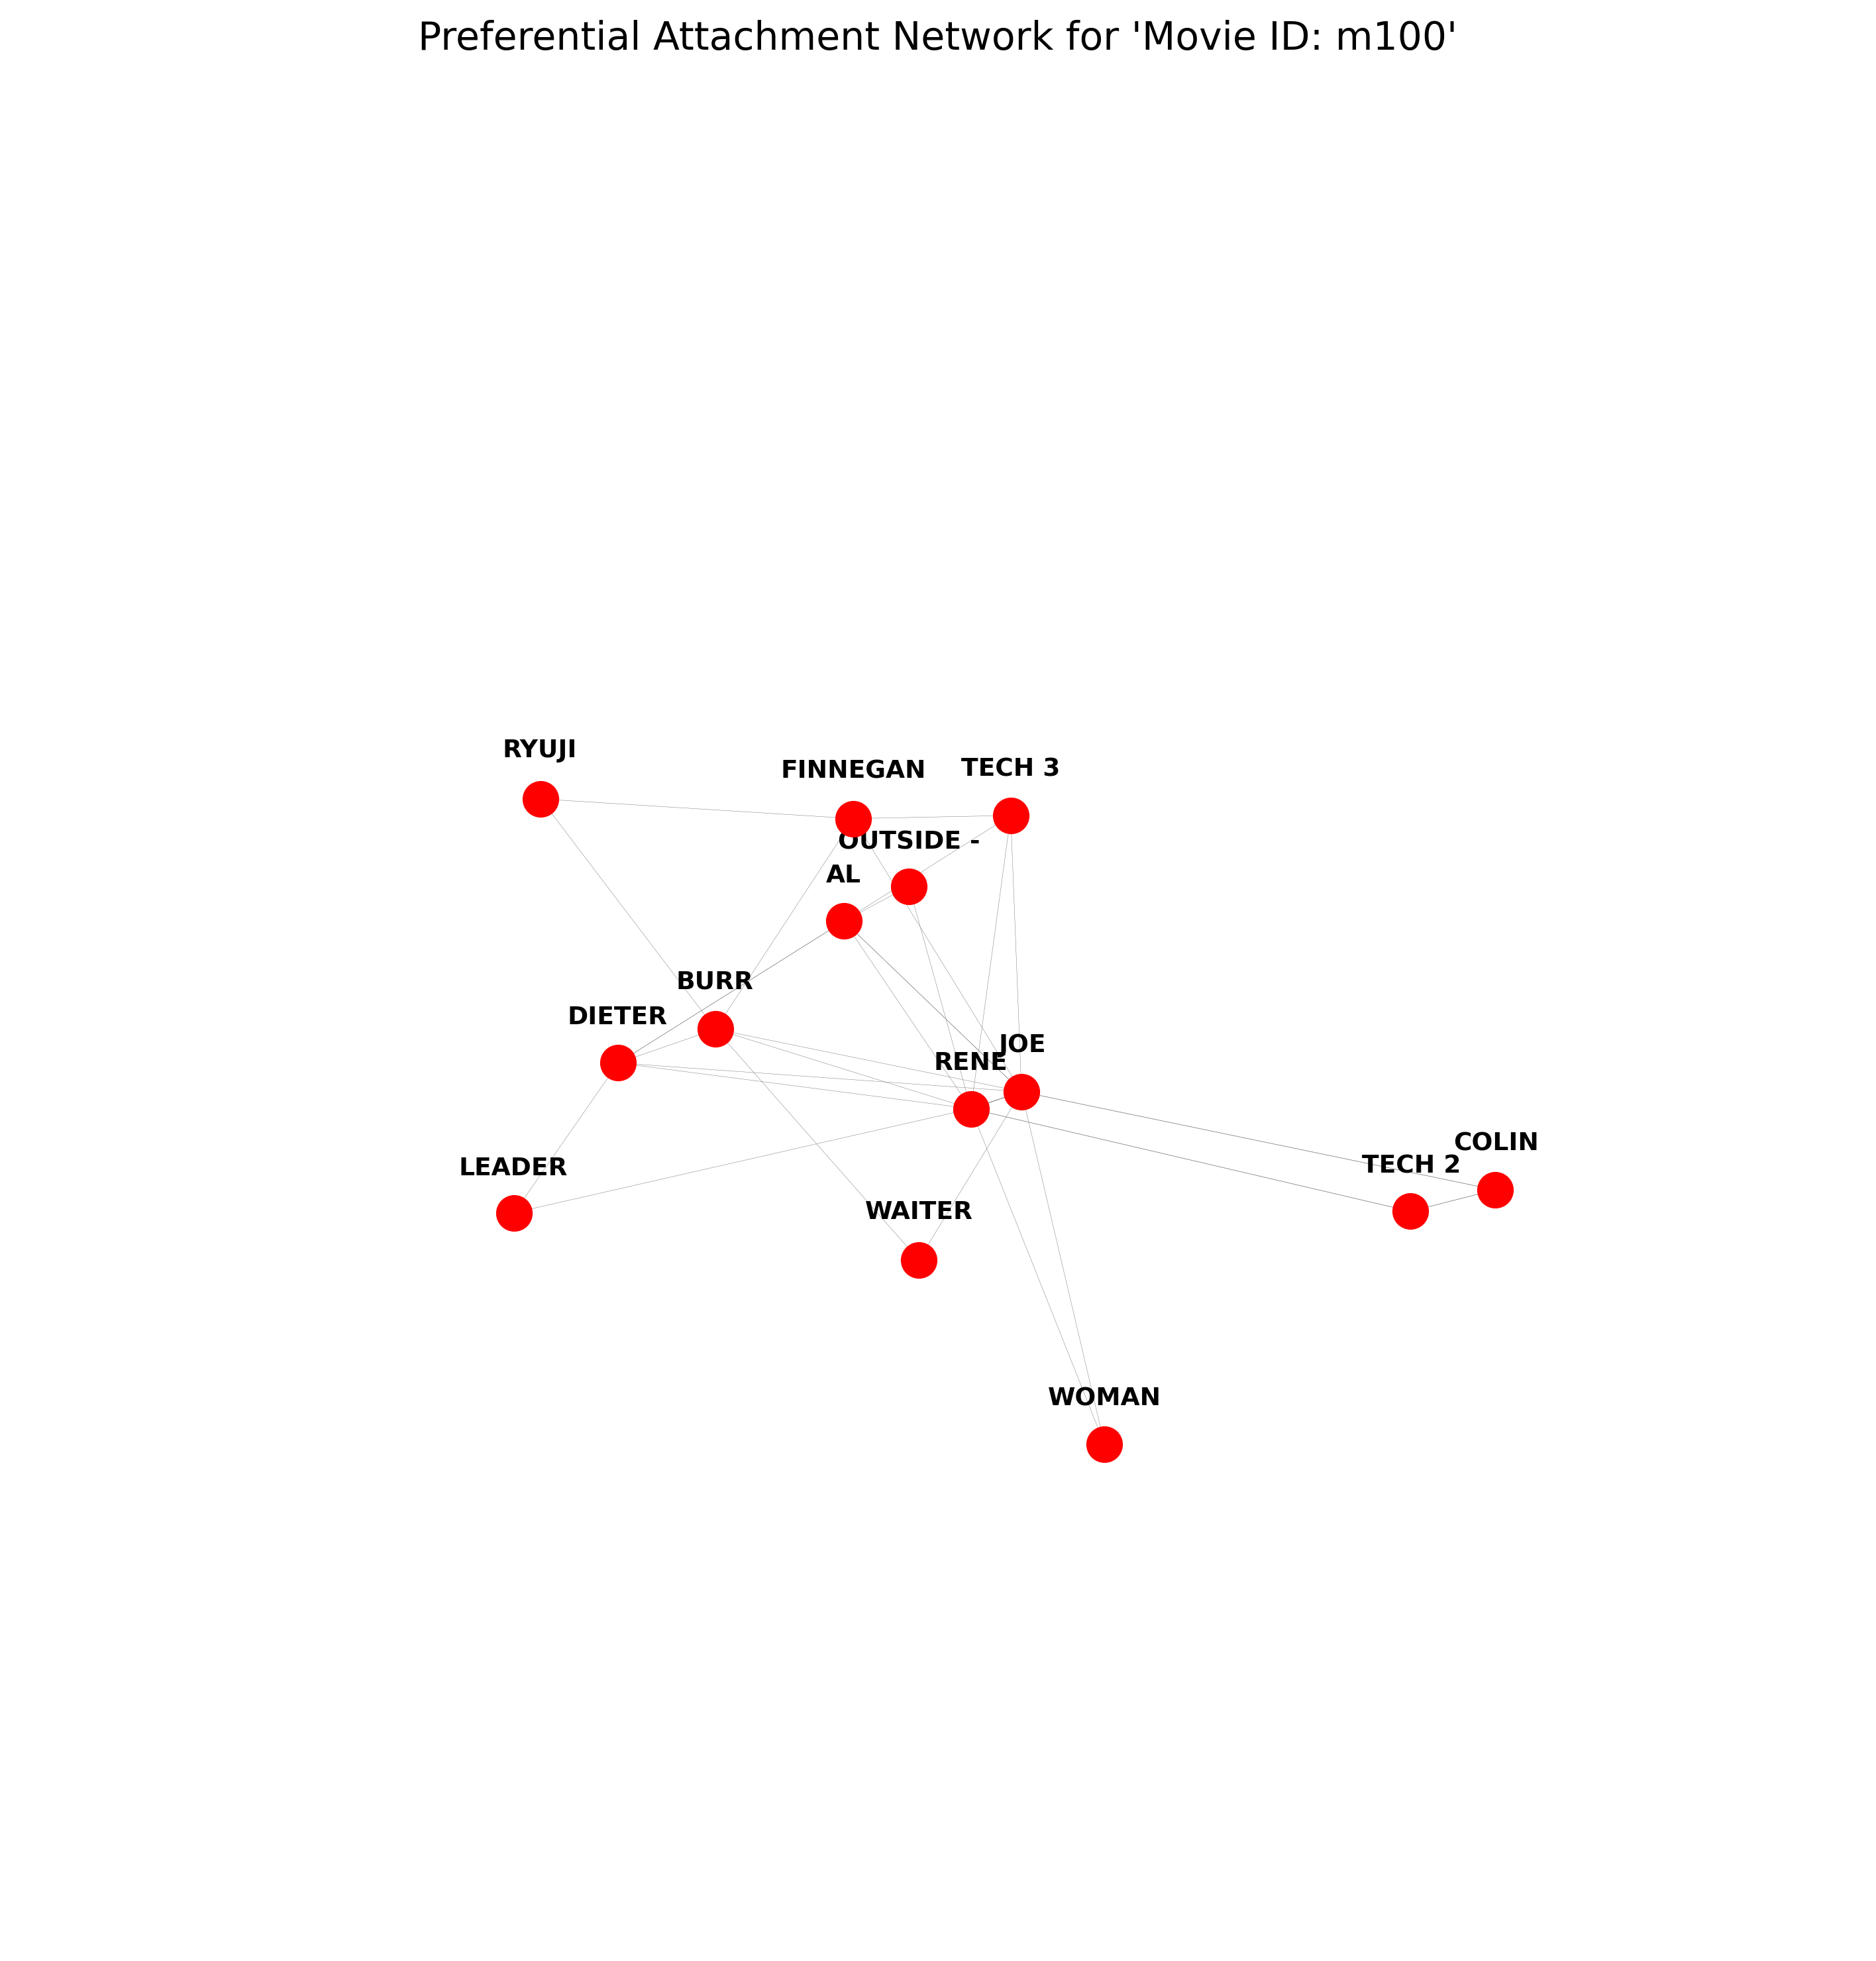 Preferential Attachment Network for 'Movie ID: m100'
RYUJI
FINNEGAN
TECH 3
OUTSIDE -
AL
BURR
DIETER
JOE
RENE
COLIN
TECH 2
LEADER
WAITER
WOMAN